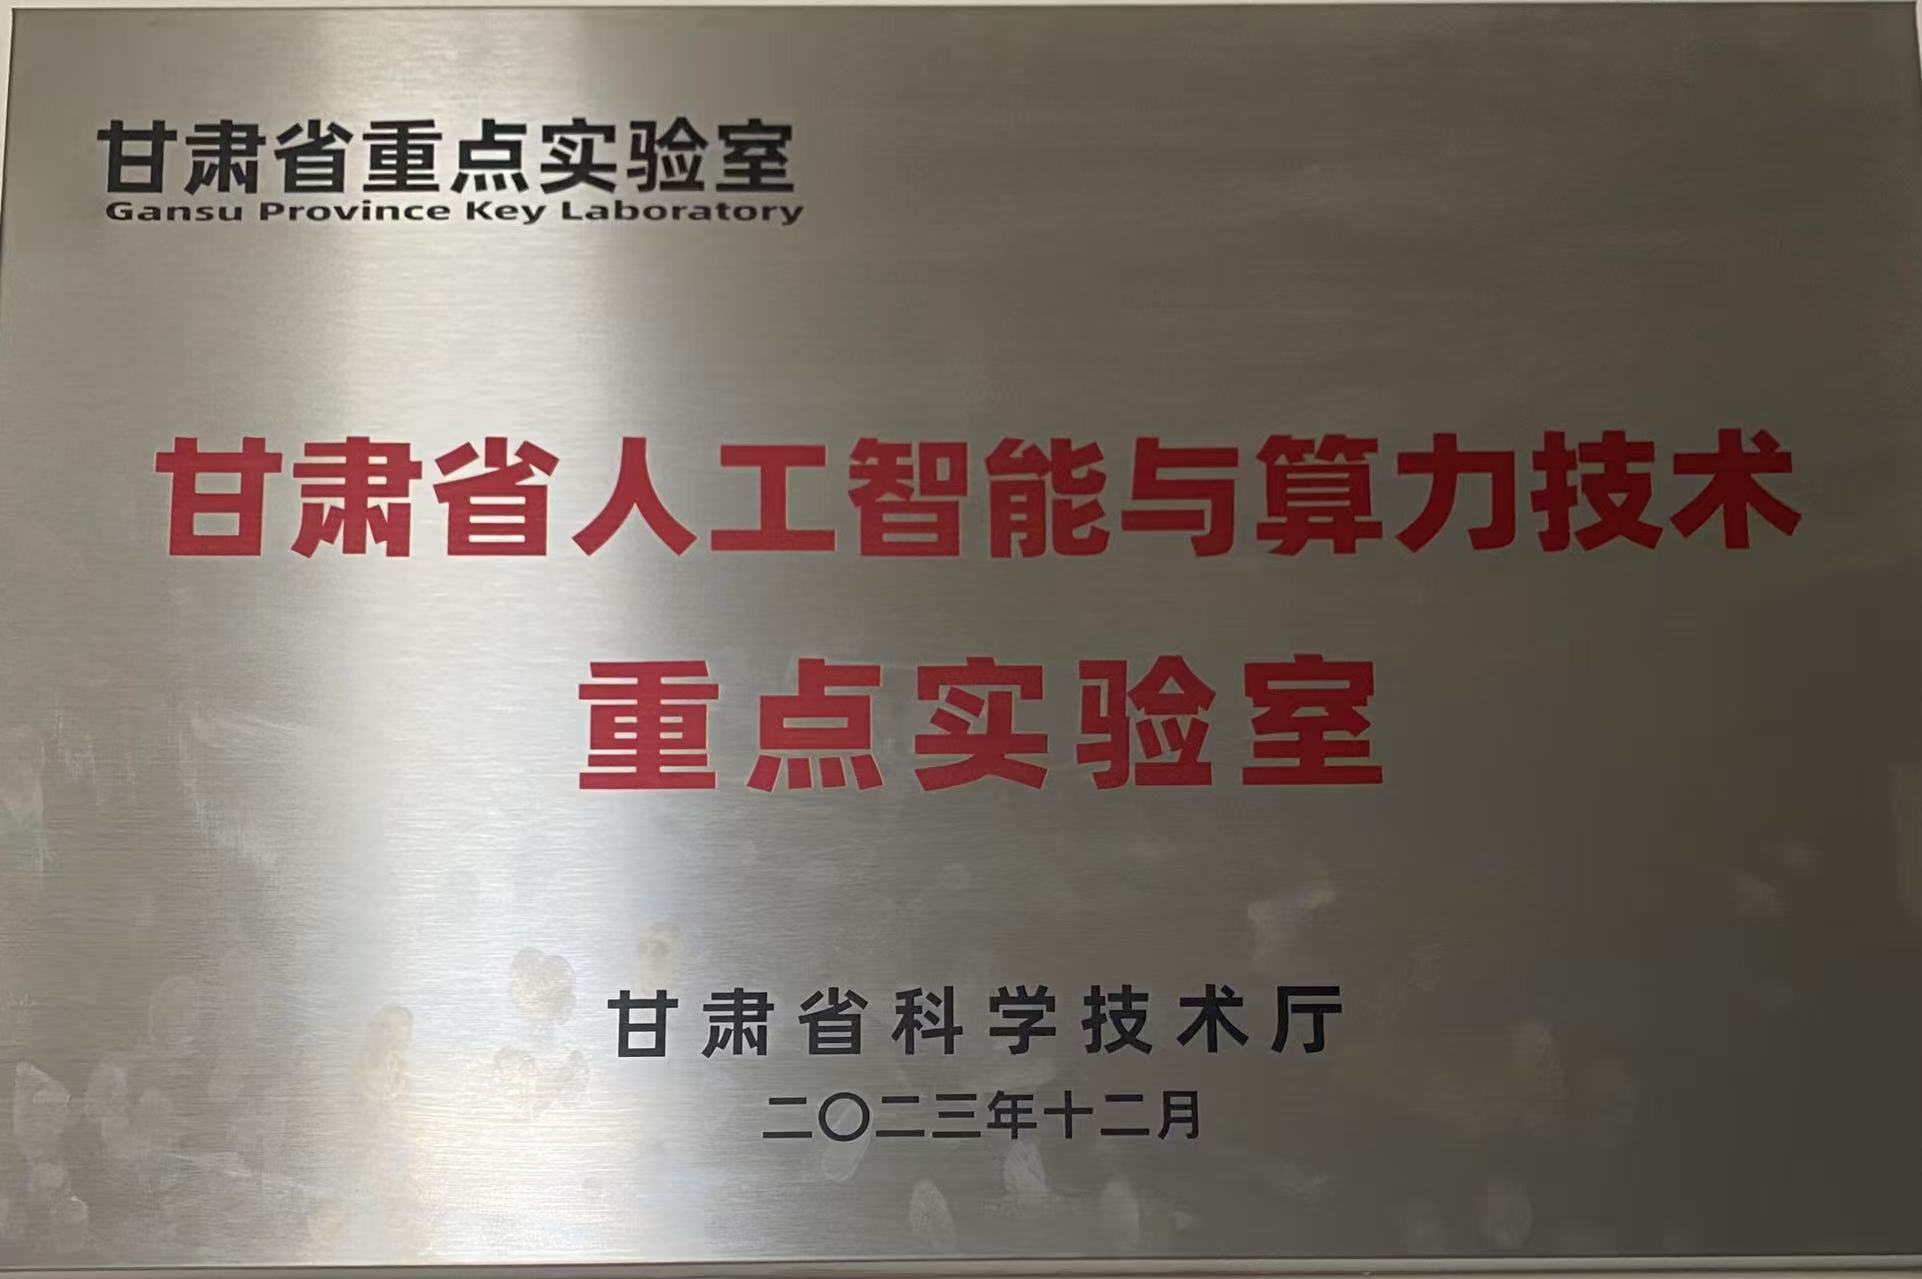 甘肃省重点实验室
Gansu Province Key Laboratory
甘肃省人工智能与算力技术
重点实验室
甘肃省科学技术厅
二〇二三年十二月